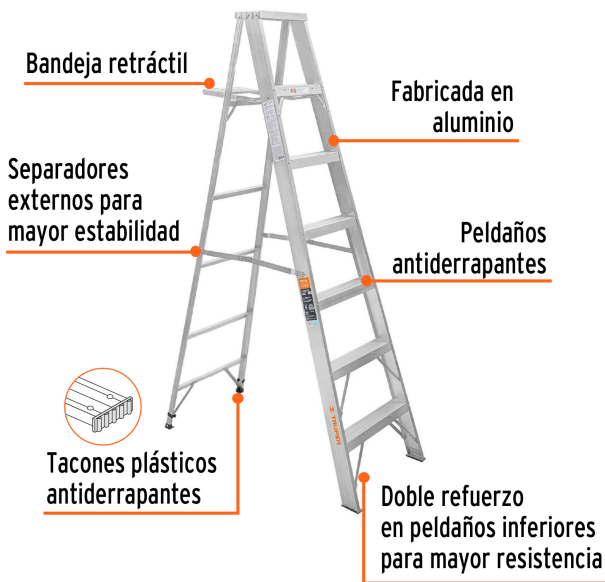 Bandeja retráctil
Fabricada en
aluminio
Separadores
externos para
mayor estabilidad
Peldaños
antiderrapantes
Tacones plásticos
antiderrapantes
TRUPER
Doble refuerzo
en peldaños inferiores
para mayor resistencia